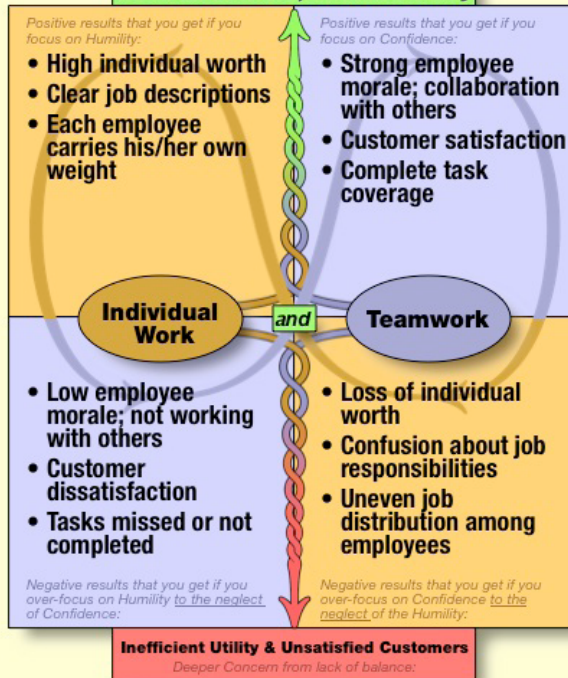 Positive results that you get if you
focus on Humility:
• High individual worth
• Clear job descriptions
• Each employee
carries his/her own
weight
Positive results that you get if you
focus on Confidence:
• Strong employee
morale; collaboration
with others
• Customer satisfaction
• Complete task
coverage
Individual
Work
and
Teamwork
• Low employee
morale; not working
with others
• Customer
dissatisfaction
• Tasks missed or not
completed
Negative results that you get if you
over-focus on Humility to the neglect
of Confidence:
• Loss of individual
worth
• Confusion about job
responsibilities
• Uneven job
distribution among
employees
Negative results that you get if you
over-focus on Confidence to the
neglect of the Humility:
Inefficient Utility & Unsatisfied Customers
Deeper Concern from lack of balance: